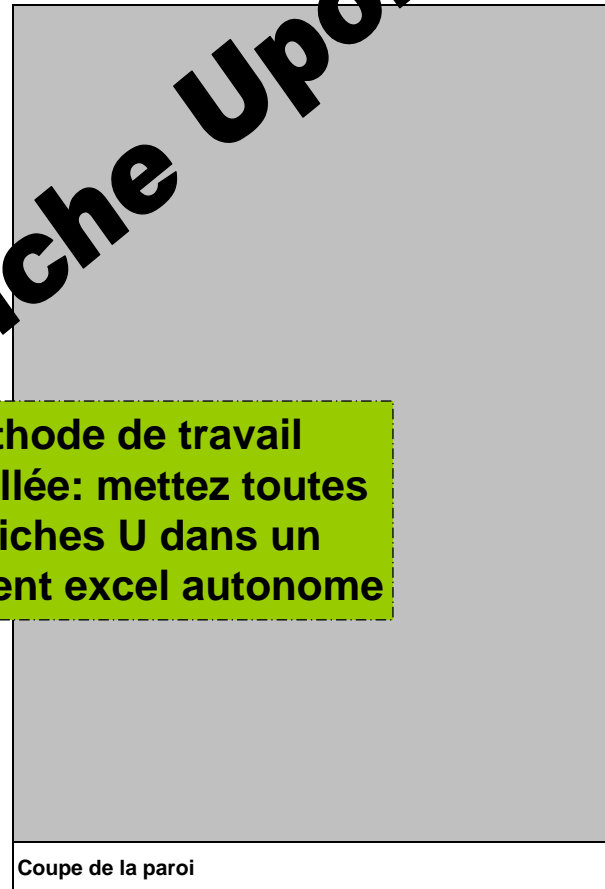 che Upo
thode de travail
llée: mettez toutes
iches U dans un
ent excel autonome
Coupe de la paroi